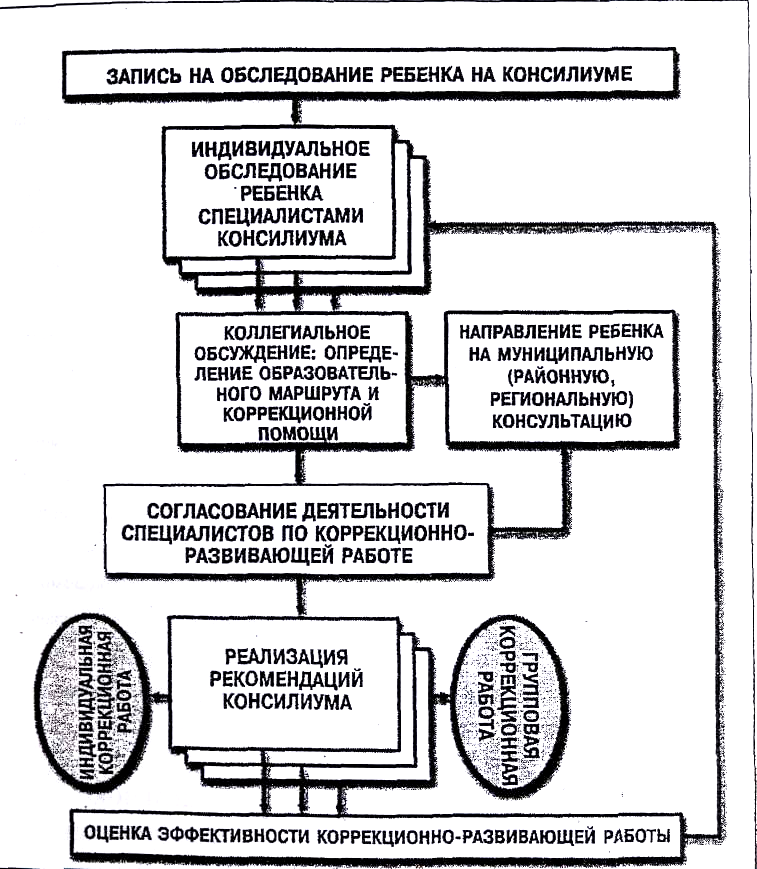 ЗАПИСЬ НА ОБСЛЕДОВАНИЕ РЕБЕНКА НА КОНСИЛИУМЕ
ИНДИВИДУАЛЬНОЕ
ОБСЛЕДОВАНИЕ
РЕБЕНКА
СПЕЦИАЛИСТАМИ
КОНСИЛИУМА
КОЛЛЕГИАЛЬНОЕ
ОБСУЖДЕНИЕ: ОПРЕДЕ-
ЛЕНИЕ ОБРАЗОВАТЕЛЬ-
НОГО МАРШРУТА И
КОРРЕКЦИОННОЙ
ПОМОЩИ
НАПРАВЛЕНИЕ РЕБЕНКА
НА МУНИЦИПАЛЬНУЮ
(РАЙОННУЮ,
РЕГИОНАЛЬНУЮ)
КОНСУЛЬТАЦИЮ
СОГЛАСОВАНИЕ ДЕЯТЕЛЬНОСТИ
СПЕЦИАЛИСТОВ ПО КОРРЕКЦИОННО-
РАЗВИВАЮЩЕЙ РАБОТЕ
ИНДИВИДУАЛЬНАЯ
КОРРЕКЦИОННАЯ
РАБОТА
РЕАЛИЗАЦИЯ
РЕКОМЕНДАЦИЙ
КОНСИЛИУМА
ГРУППОВАЯ
КОРРЕКЦИОННАЯ
РАБОТА
ОЦЕНКА ЭФФЕКТИВНОСТИ КОРРЕКЦИОННО-РАЗВИВАЮЩЕЙ РАБОТЫ